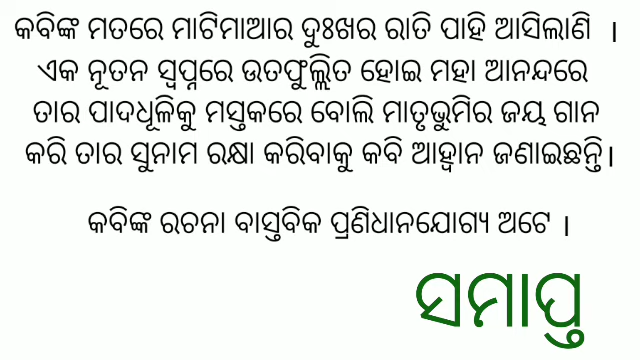 କବିଙ୍କ ମତରେ ମାଟିମାଆର ଦୁଃଖର ରାତି ପାହି ଆସିଲାଣି ।
ଏକ ନୂତନ ସ୍ୱପ୍ନରେ ଉତଫୁଲ୍ଲିତ ହୋଇ ମହା ଆନନ୍ଦରେ
ତାର ପାଦଧୂଳିକୁ ମସ୍ତକରେ ବୋଲି ମାତୃଭୂମିର ଜୟ ଗାନ
କରି ତାର ସୁନାମ ରକ୍ଷା କରିବାକୁ କବି ଆହ୍ୱାନ ଜଣାଇଛନ୍ତି।
କବିଙ୍କ ରଚନା ବାସ୍ତବିକ ପ୍ରଣିଧାନଯୋଗ୍ୟ ଅଟେ ।
ସମାପ୍ତ